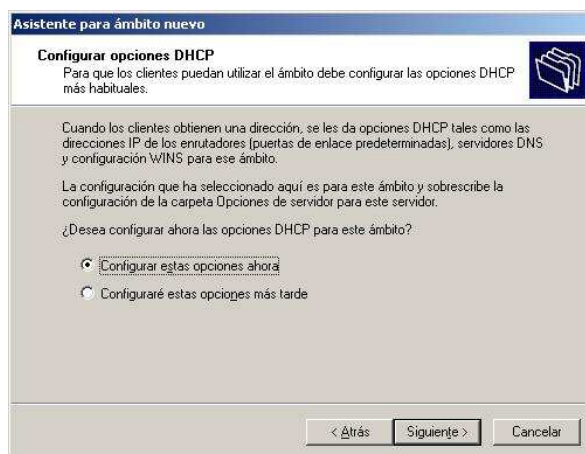 Asistente para ámbito nuevo
Configurar opciones DHCP
Para que los clientes puedan utilizar el ámbito debe configurar las opciones DHCP
más habituales.
Cuando los clientes obtienen una dirección, se les da opciones DHCP tales como las
direcciones IP de los enrutadores (puertas de enlace predeterminadas), servidores DNS
y configuración WINS para ese ámbito.
La configuración que ha seleccionado aquí es para este ámbito y sobrescribe la
configuración de la carpeta Opciones de servidor para este servidor.
¿Desea configurar ahora las opciones DHCP para este ámbito?
Configurar estas opciones ahora
Configuraré estas opciones más tarde
< Atrás Siguiente > Cancelar